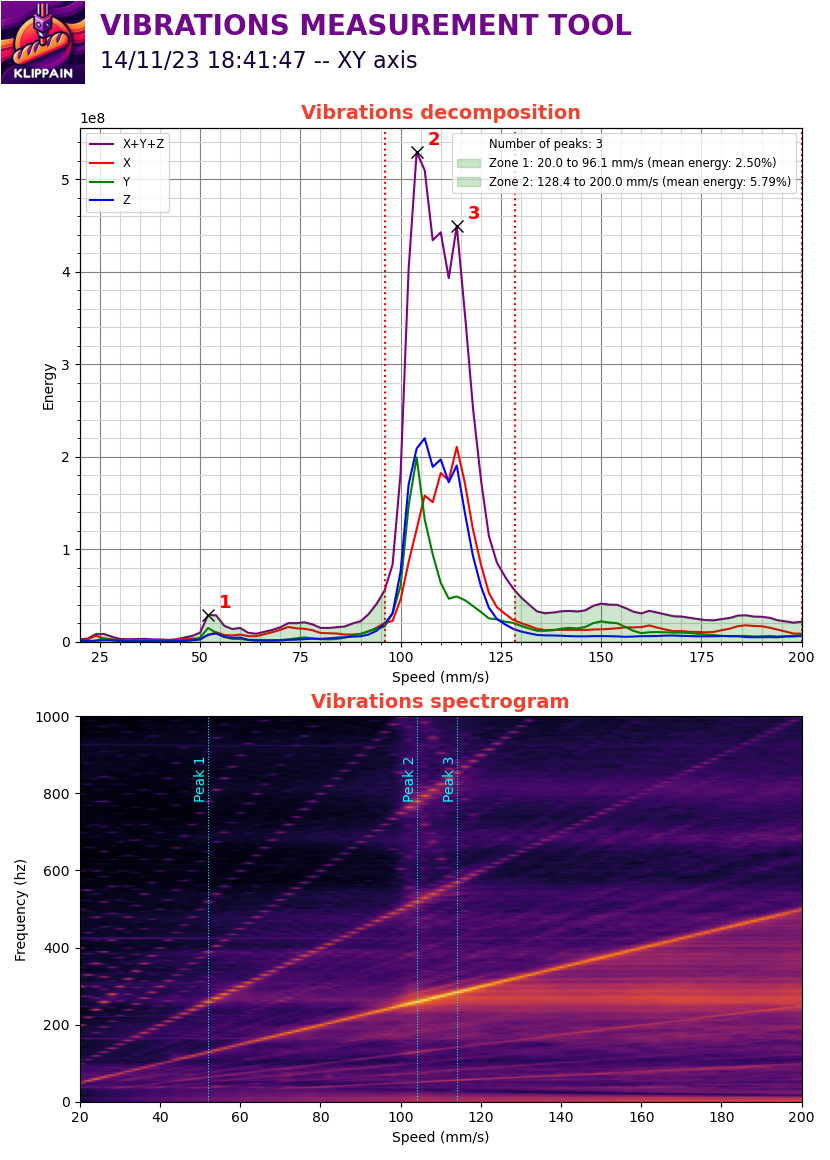 KLIPPAIN
VIBRATIONS MEASUREMENT TOOL
14/11/23 18:41:47 -- XY axis
Vibrations decomposition
1e8
X+Y+Z
X
Y
Z
Number of peaks: 3
Zone 1: 20.0 to 96.1 mm/s (mean energy: 2.50%)
Zone 2: 128.4 to 200.0 mm/s (mean energy: 5.79%)
1
2
3
Energy
5
4
3
2
1
0
25 50 75 100 125 150 175 200
Speed (mm/s)
Vibrations spectrogram
Peak 1
Peak 2
Peak 3
Frequency (hz)
1000
800
600
400
200
0
20 40 60 80 100 120 140 160 180 200
Speed (mm/s)